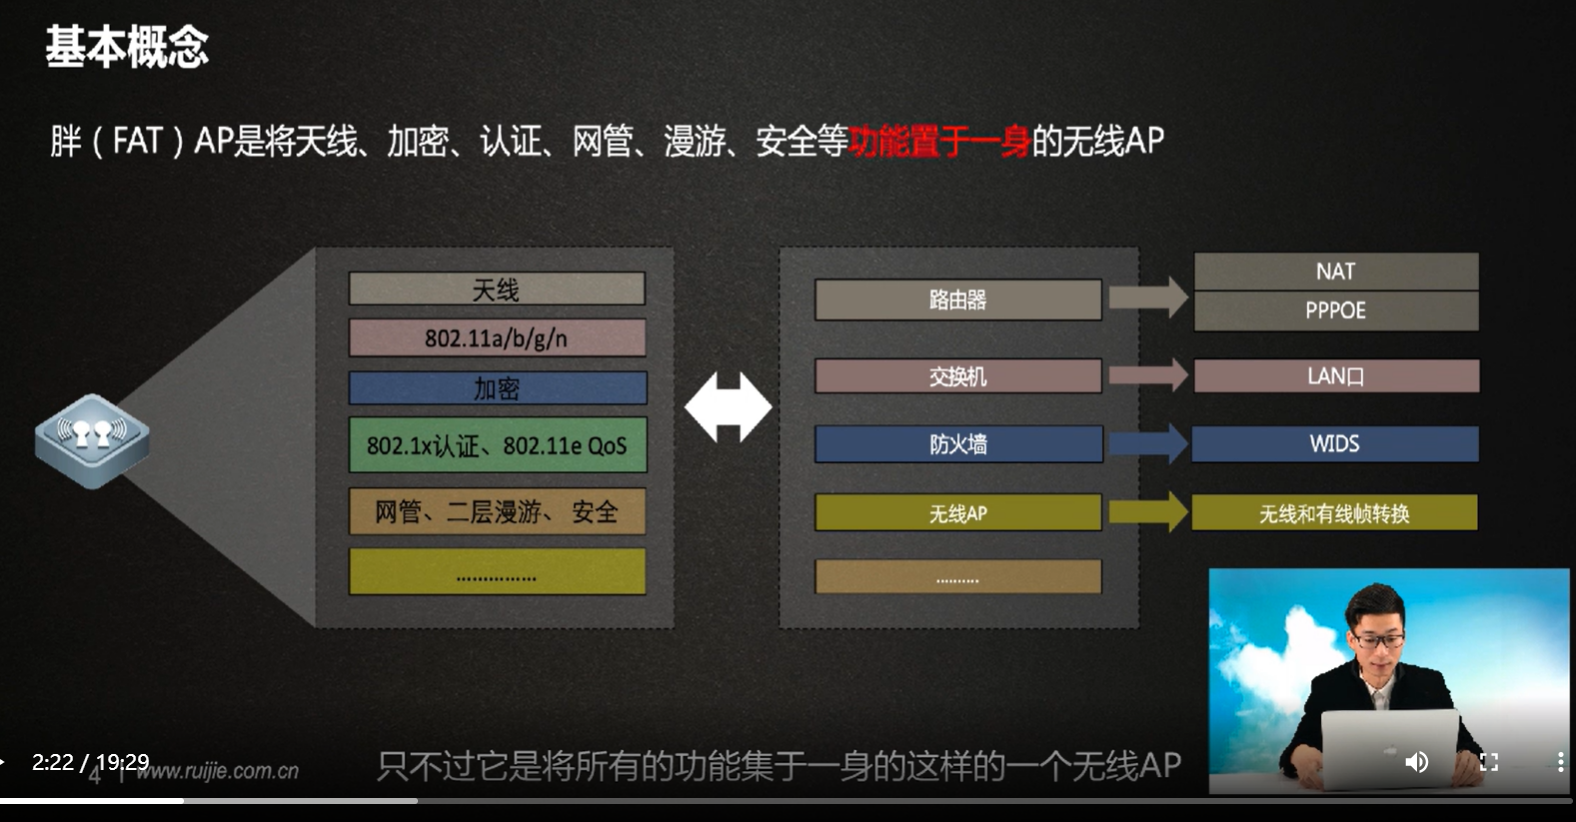 基本概念
胖（FAT）AP是将天线、加密、认证、网管、漫游、安全等功能置于一身的无线AP
天线
802.11a/b/g/n
加密
802.1x认证、802.11e QoS
网管、二层漫游、 安全
……………
路由器
交换机
防火墙
无线AP
..........
NAT
PPPOE
LAN口
WIDS
无线和有线帧转换
只不过它是将所有的功能集于一身的这样的一个无线AP
2:22 / 19:29
4 | www.ruijie.com.cn